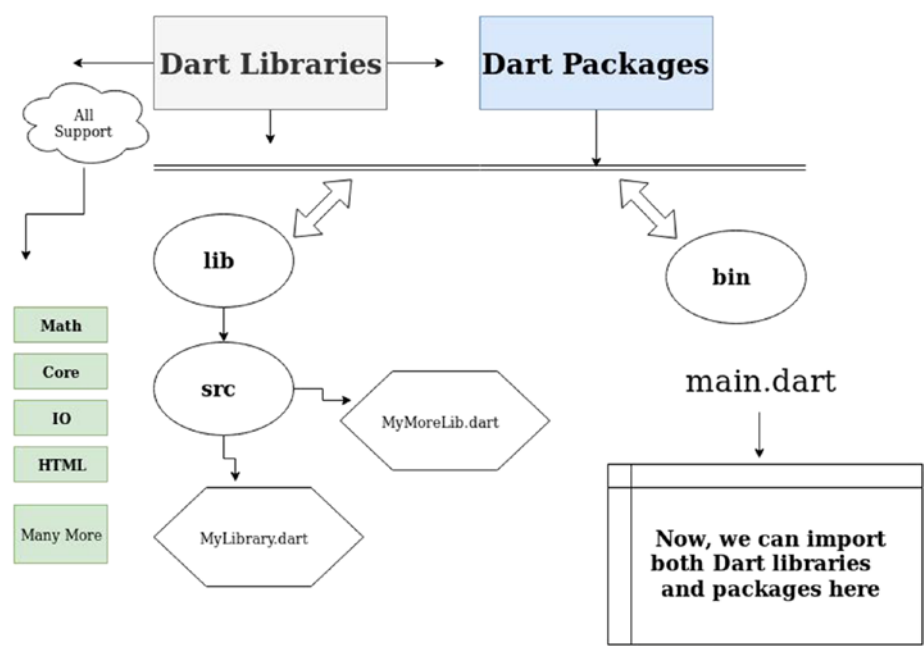 Dart Libraries
Dart Packages
All
Support
lib
bin
Math
Core
IO
HTML
Many More
src
MyMoreLib.dart
MyLibrary.dart
main.dart
Now, we can import
both Dart libraries
and packages here